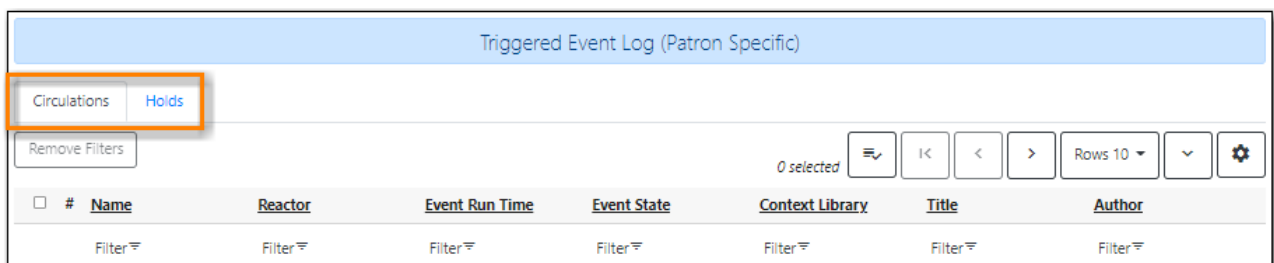 Triggered Event Log (Patron Specific)
Circulations Holds
Remove Filters
0 selected Rows 10
# Name Reactor Event Run Time Event State Context Library Title Author
Filter Filter Filter Filter Filter Filter Filter